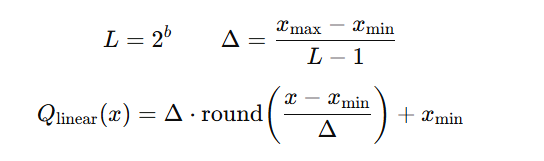 L = 2^b    Δ = (x_max − x_min) / (L − 1)
Q_linear(x) = Δ · round((x − x_min) / Δ) + x_min